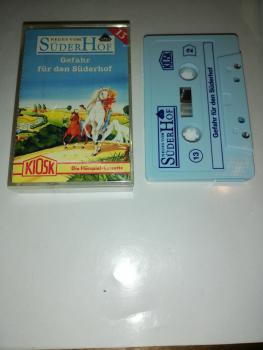 NEUES VOM
SÜDERHOF
13
Gefahr
für den Süderhof
KIOSK
Die Hörspiel-Cassette
NEUES VOM
SÜDERHOF
13
Gefahr für den Süderhof
2
KIOSK